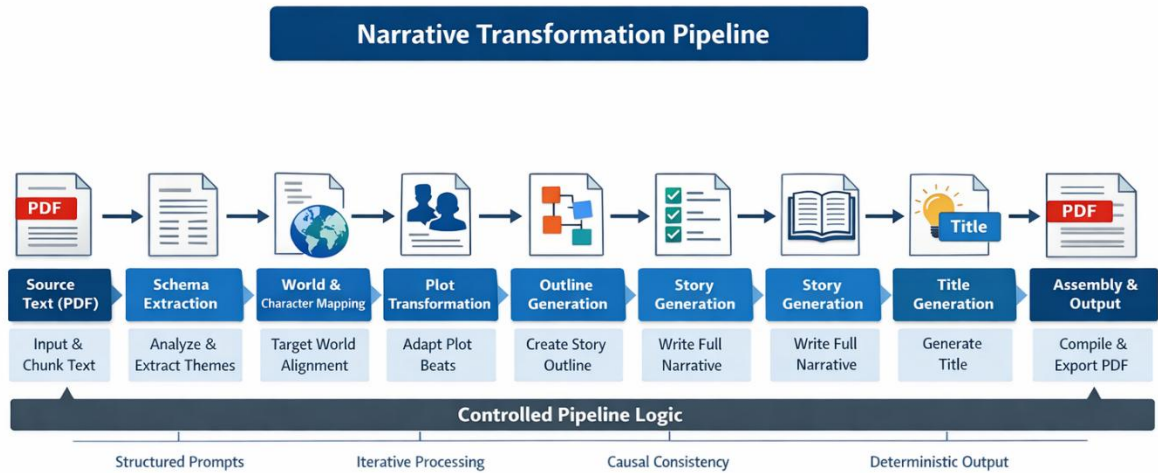 Narrative Transformation Pipeline
PDF
Title
PDF
Source
Text (PDF)
Schema
Extraction
World &
Character Mapping
Plot
Transformation
Outline
Generation
Story
Generation
Story
Generation
Title
Generation
Assembly &
Output
Input &
Chunk Text
Analyze &
Extract Themes
Target World
Alignment
Adapt Plot
Beats
Create Story
Outline
Write Full
Narrative
Write Full
Narrative
Generate
Title
Compile &
Export PDF
Controlled Pipeline Logic
Structured Prompts
Iterative Processing
Causal Consistency
Deterministic Output